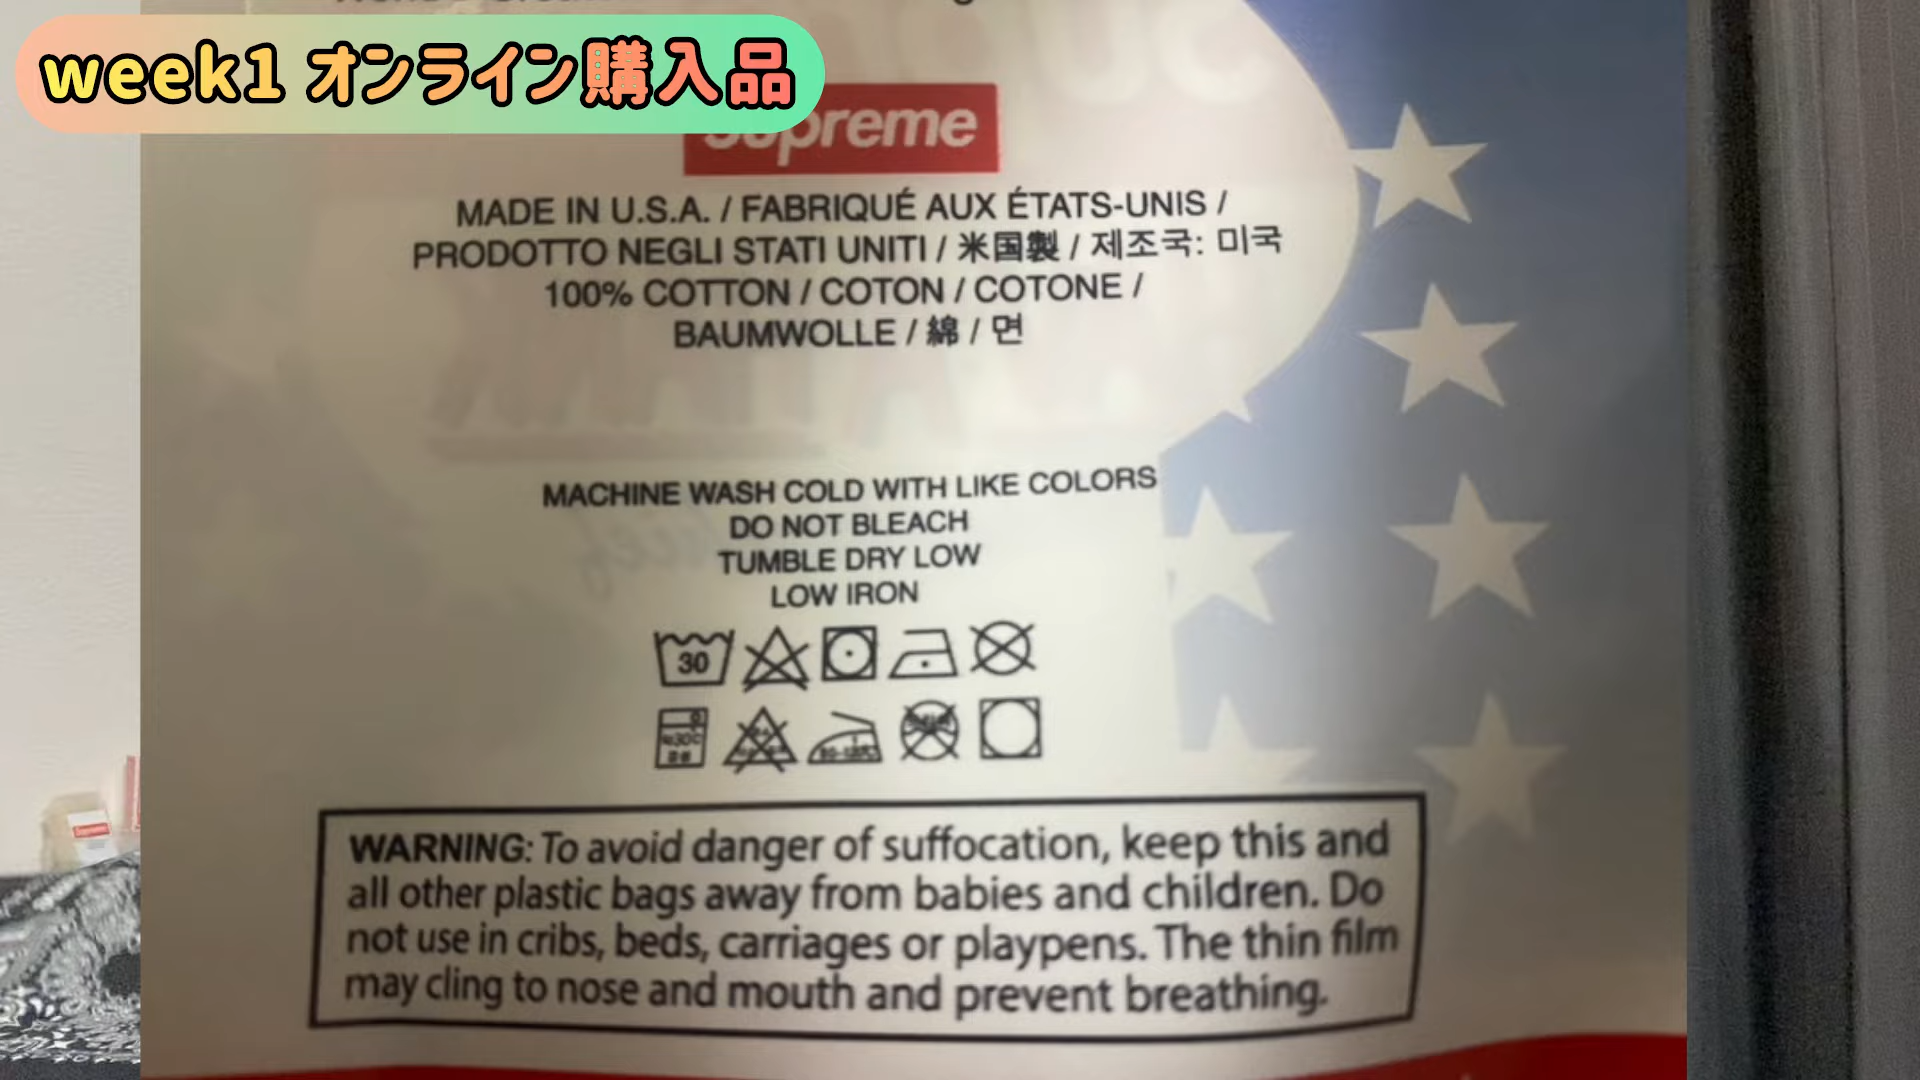 week1 オンライン購入品
Supreme
MADE IN U.S.A. / FABRIQUÉ AUX ÉTATS-UNIS /
PRODOTTO NEGLI STATI UNITI / 米国製 / 제조국: 미국
100% COTTON / COTON / COTONE /
BAUMWOLLE / 綿 / 면
MACHINE WASH COLD WITH LIKE COLORS
DO NOT BLEACH
TUMBLE DRY LOW
LOW IRON
30
WARNING: To avoid danger of suffocation, keep this and
all other plastic bags away from babies and children. Do
not use in cribs, beds, carriages or playpens. The thin film
may cling to nose and mouth and prevent breathing.